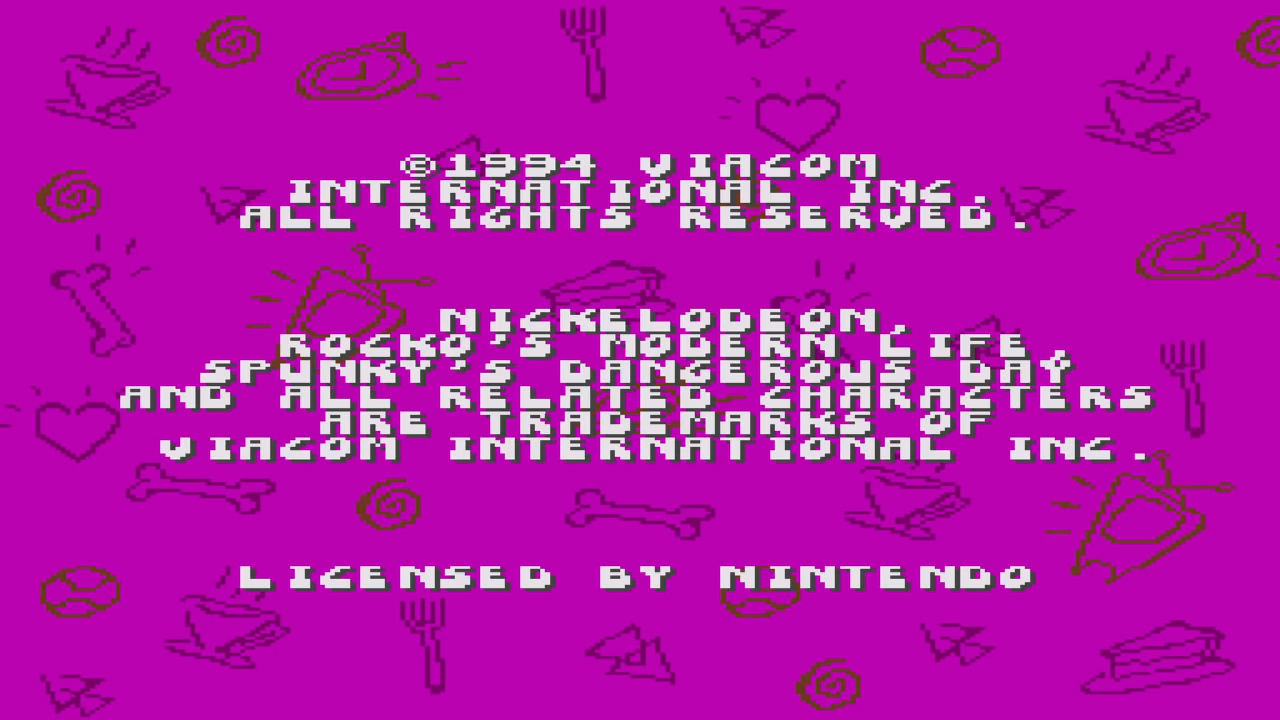 ©1994 VIACOM
INTERNATIONAL INC.
ALL RIGHTS RESERVED.
NICKELODEON,
ROCKO'S MODERN LIFE,
SPUNKY'S DANGEROUS DAY
AND ALL RELATED CHARACTERS
ARE TRADEMARKS OF
VIACOM INTERNATIONAL INC.
LICENSED BY NINTENDO